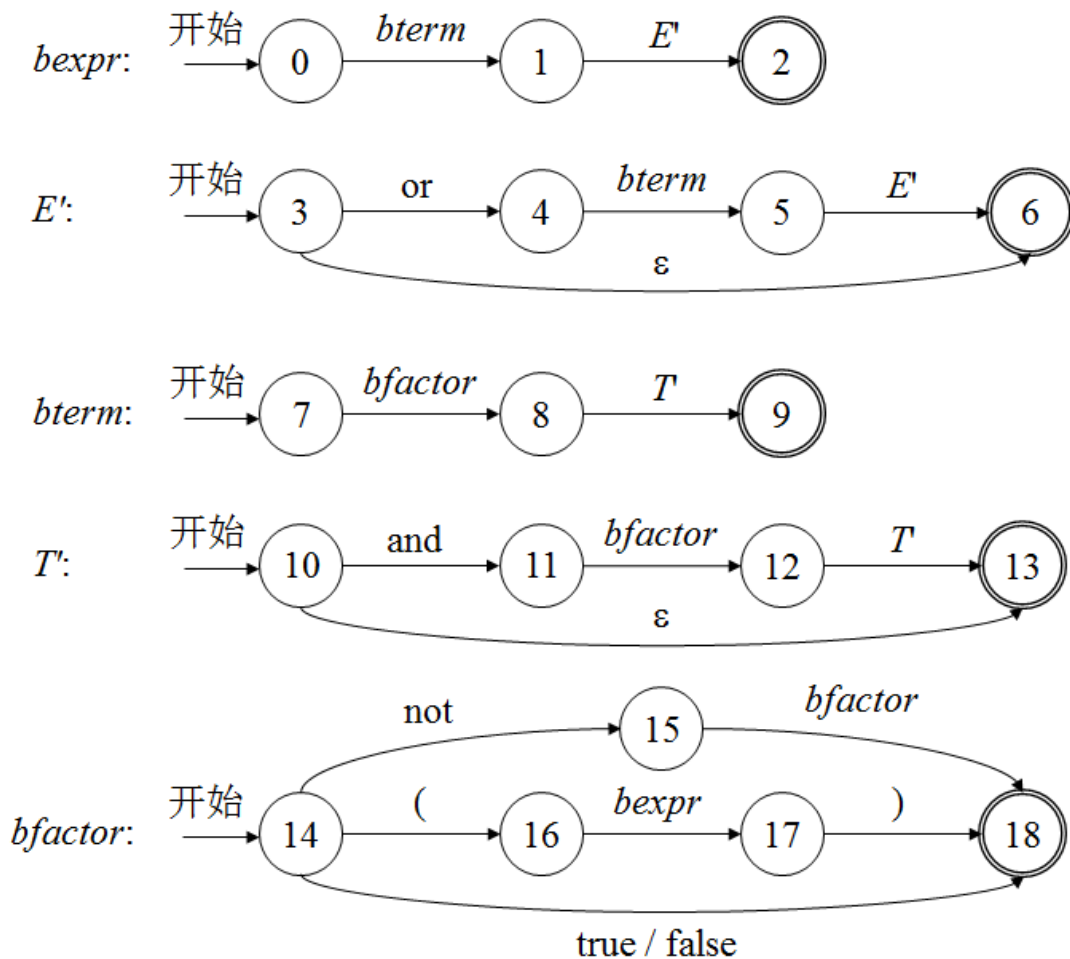 开始 bterm E'
bexpr: 0 1 2
开始 or bterm E'
E': 3 4 5 6
ε
开始 bfactor T'
bterm: 7 8 9
开始 and bfactor T'
T': 10 11 12 13
ε
not 15 bfactor
开始 ( bexpr )
bfactor: 14 16 17 18
true / false